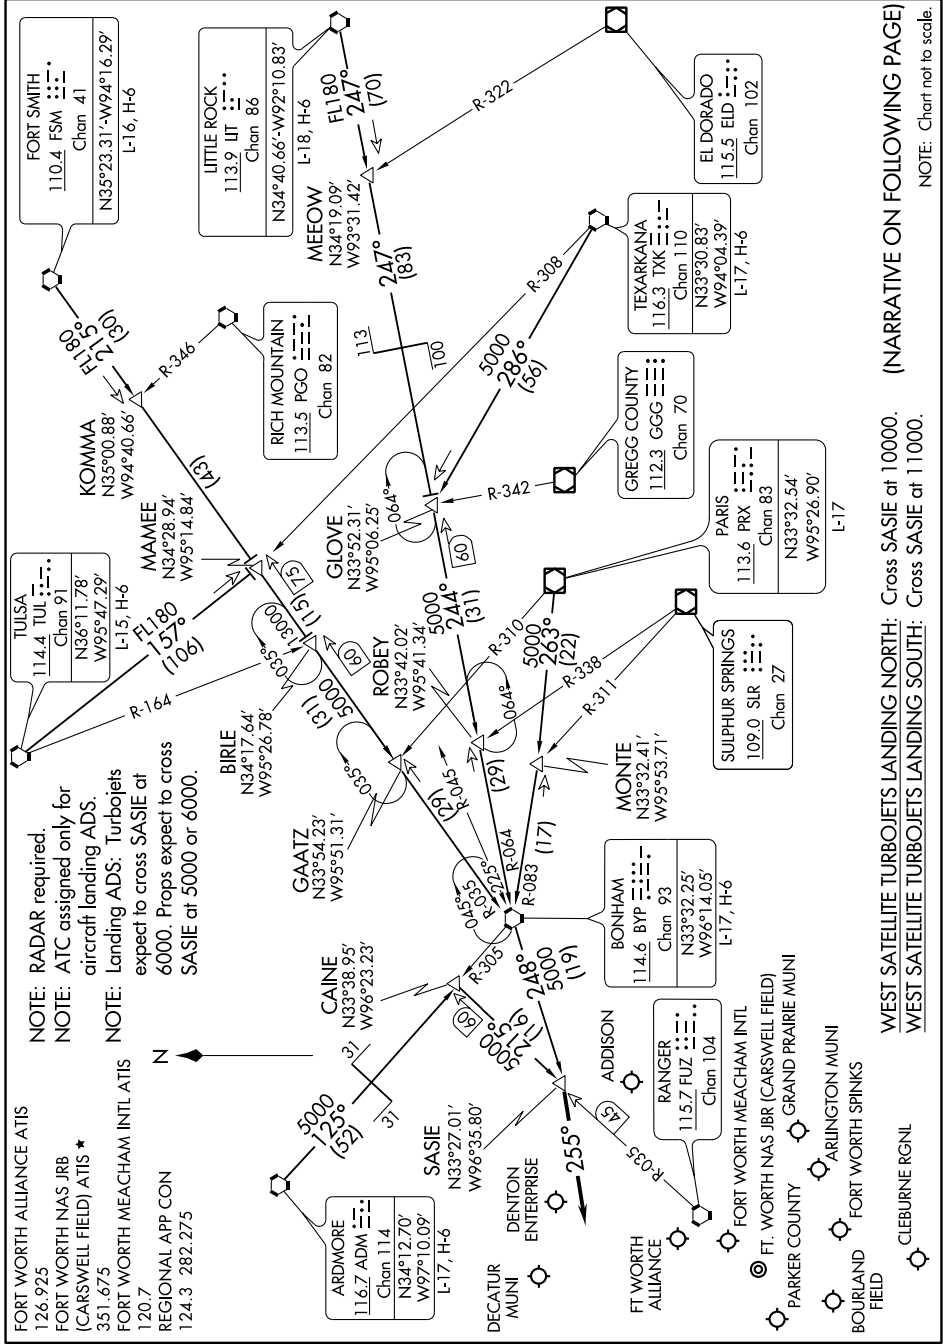 FORT WORTH ALLIANCE ATIS
126.925
FORT WORTH NAS JRB
(CARSWELL FIELD) ATIS ★
351.675
FORT WORTH MEACHAM INTL ATIS
120.7
REGIONAL APP CON
124.3 282.275
NOTE: RADAR required.
NOTE: ATC assigned only for
aircraft landing ADS.
NOTE: Landing ADS: Turbojets
expect to cross SASIE at
6000. Props expect to cross
SASIE at 5000 or 6000.
N
TULSA
114.4 TUL
Chan 91
N36°11.78'
W95°47.29'
L-15, H-6
FL180
157°
(106)
R-164
FORT SMITH
110.4 FSM
Chan 41
N35°23.31'-W94°16.29'
L-16, H-6
FL180
215°
(30)
KOMMA
N35°00.88'
W94°40.66'
R-346
RICH MOUNTAIN
113.5 PGO
Chan 82
(43)
MAMEE
N34°28.94'
W95°14.84'
75
(15)
13000
035°
BIRLE
N34°17.64'
W95°26.78'
60
5000
(31)
035°
GAATZ
N33°54.23'
W95°51.31'
(29)
R-035
LITTLE ROCK
113.9 LIT
Chan 86
N34°40.66'-W92°10.83'
L-18, H-6
FL180
247°
(70)
MEEOW
N34°19.09'
W93°31.42'
R-322
EL DORADO
115.5 ELD
Chan 102
247°
(83)
113
100
R-308
TEXARKANA
116.3 TXK
Chan 110
N33°30.83'
W94°04.39'
L-17, H-6
5000
286°
(56)
GLOVE
N33°52.31'
W95°06.25'
064°
60
R-342
GREGG COUNTY
112.3 GGG
Chan 70
5000
244°
(31)
ROBEY
N33°42.02'
W95°41.34'
064°
R-310
R-338
(29)
R-064
R-045
225°
045°
PARIS
113.6 PRX
Chan 83
N33°32.54'
W95°26.90'
L-17
5000
263°
(22)
R-311
SULPHUR SPRINGS
109.0 SLR
Chan 27
MONTE
N33°32.41'
W95°53.71'
(17)
R-083
BONHAM
114.6 BYP
Chan 93
N33°32.25'
W96°14.05'
L-17, H-6
R-305
CAINE
N33°38.95'
W96°23.23'
60
5000
215°
(16)
248°
5000
(19)
31
31
5000
125°
(52)
ARDMORE
116.7 ADM
Chan 114
N34°12.70'
W97°10.09'
L-17, H-6
SASIE
N33°27.01'
W96°35.80'
255°
45
R-035
RANGER
115.7 FUZ
Chan 104
ADDISON
DENTON
ENTERPRISE
DECATUR
MUNI
FT WORTH
ALLIANCE
FORT WORTH MEACHAM INTL
FT. WORTH NAS JBR (CARSWELL FIELD)
GRAND PRAIRIE MUNI
PARKER COUNTY
ARLINGTON MUNI
FORT WORTH SPINKS
BOURLAND
FIELD
CLEBURNE RGNL
WEST SATELLITE TURBOJETS LANDING NORTH: Cross SASIE at 10000.
WEST SATELLITE TURBOJETS LANDING SOUTH: Cross SASIE at 11000.
(NARRATIVE ON FOLLOWING PAGE)
NOTE: Chart not to scale.